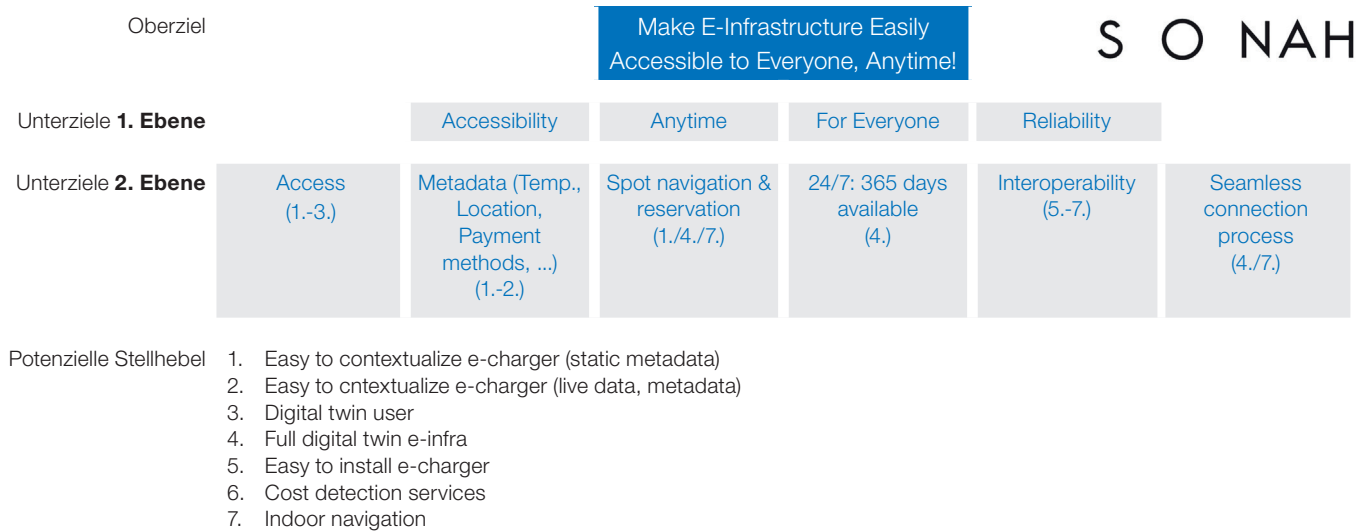 Oberziel
Make E-Infrastructure Easily
Accessible to Everyone, Anytime!
S O NAH
Unterziele 1. Ebene
Accessibility
Anytime
For Everyone
Reliability
Unterziele 2. Ebene
Access
(1.-3.)
Metadata (Temp.,
Location,
Payment
methods, ...)
(1.-2.)
Spot navigation &
reservation
(1./4./7.)
24/7: 365 days
available
(4.)
Interoperability
(5.-7.)
Seamless
connection
process
(4./7.)
Potenzielle Stellhebel
1. Easy to contextualize e-charger (static metadata)
2. Easy to cntextualize e-charger (live data, metadata)
3. Digital twin user
4. Full digital twin e-infra
5. Easy to install e-charger
6. Cost detection services
7. Indoor navigation